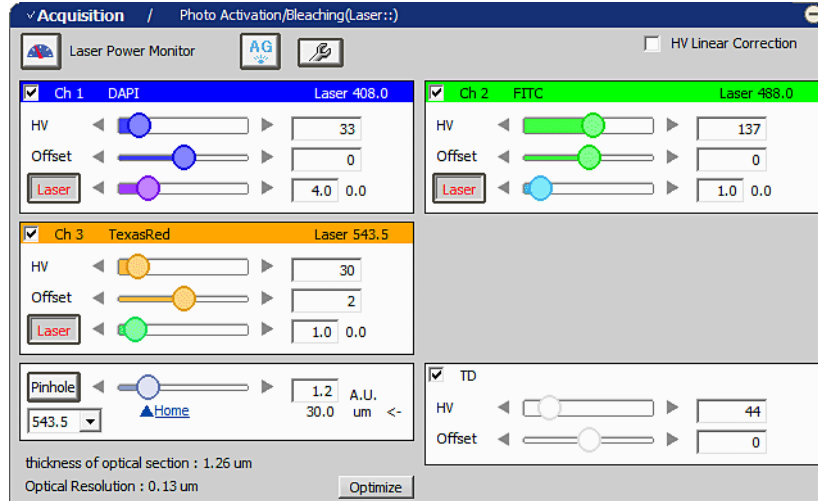 Acquisition / Photo Activation/Bleaching(Laser::)
Laser Power Monitor AG HV Linear Correction
Ch 1 DAPI Laser 408.0
HV 33
Offset 0
Laser 4.0 0.0
Ch 2 FITC Laser 488.0
HV 137
Offset 0
Laser 1.0 0.0
Ch 3 TexasRed Laser 543.5
HV 30
Offset 2
Laser 1.0 0.0
Pinhole 1.2 A.U.
543.5 Home 30.0 um <-
TD
HV 44
Offset 0
thickness of optical section : 1.26 um
Optical Resolution : 0.13 um Optimize